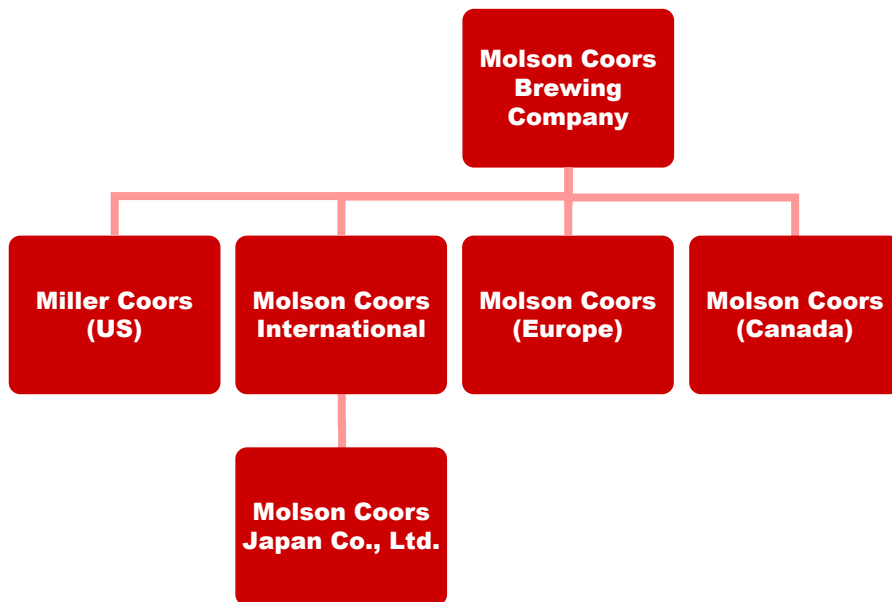 Molson Coors
Brewing
Company
Miller Coors
(US)
Molson Coors
International
Molson Coors
(Europe)
Molson Coors
(Canada)
Molson Coors
Japan Co., Ltd.